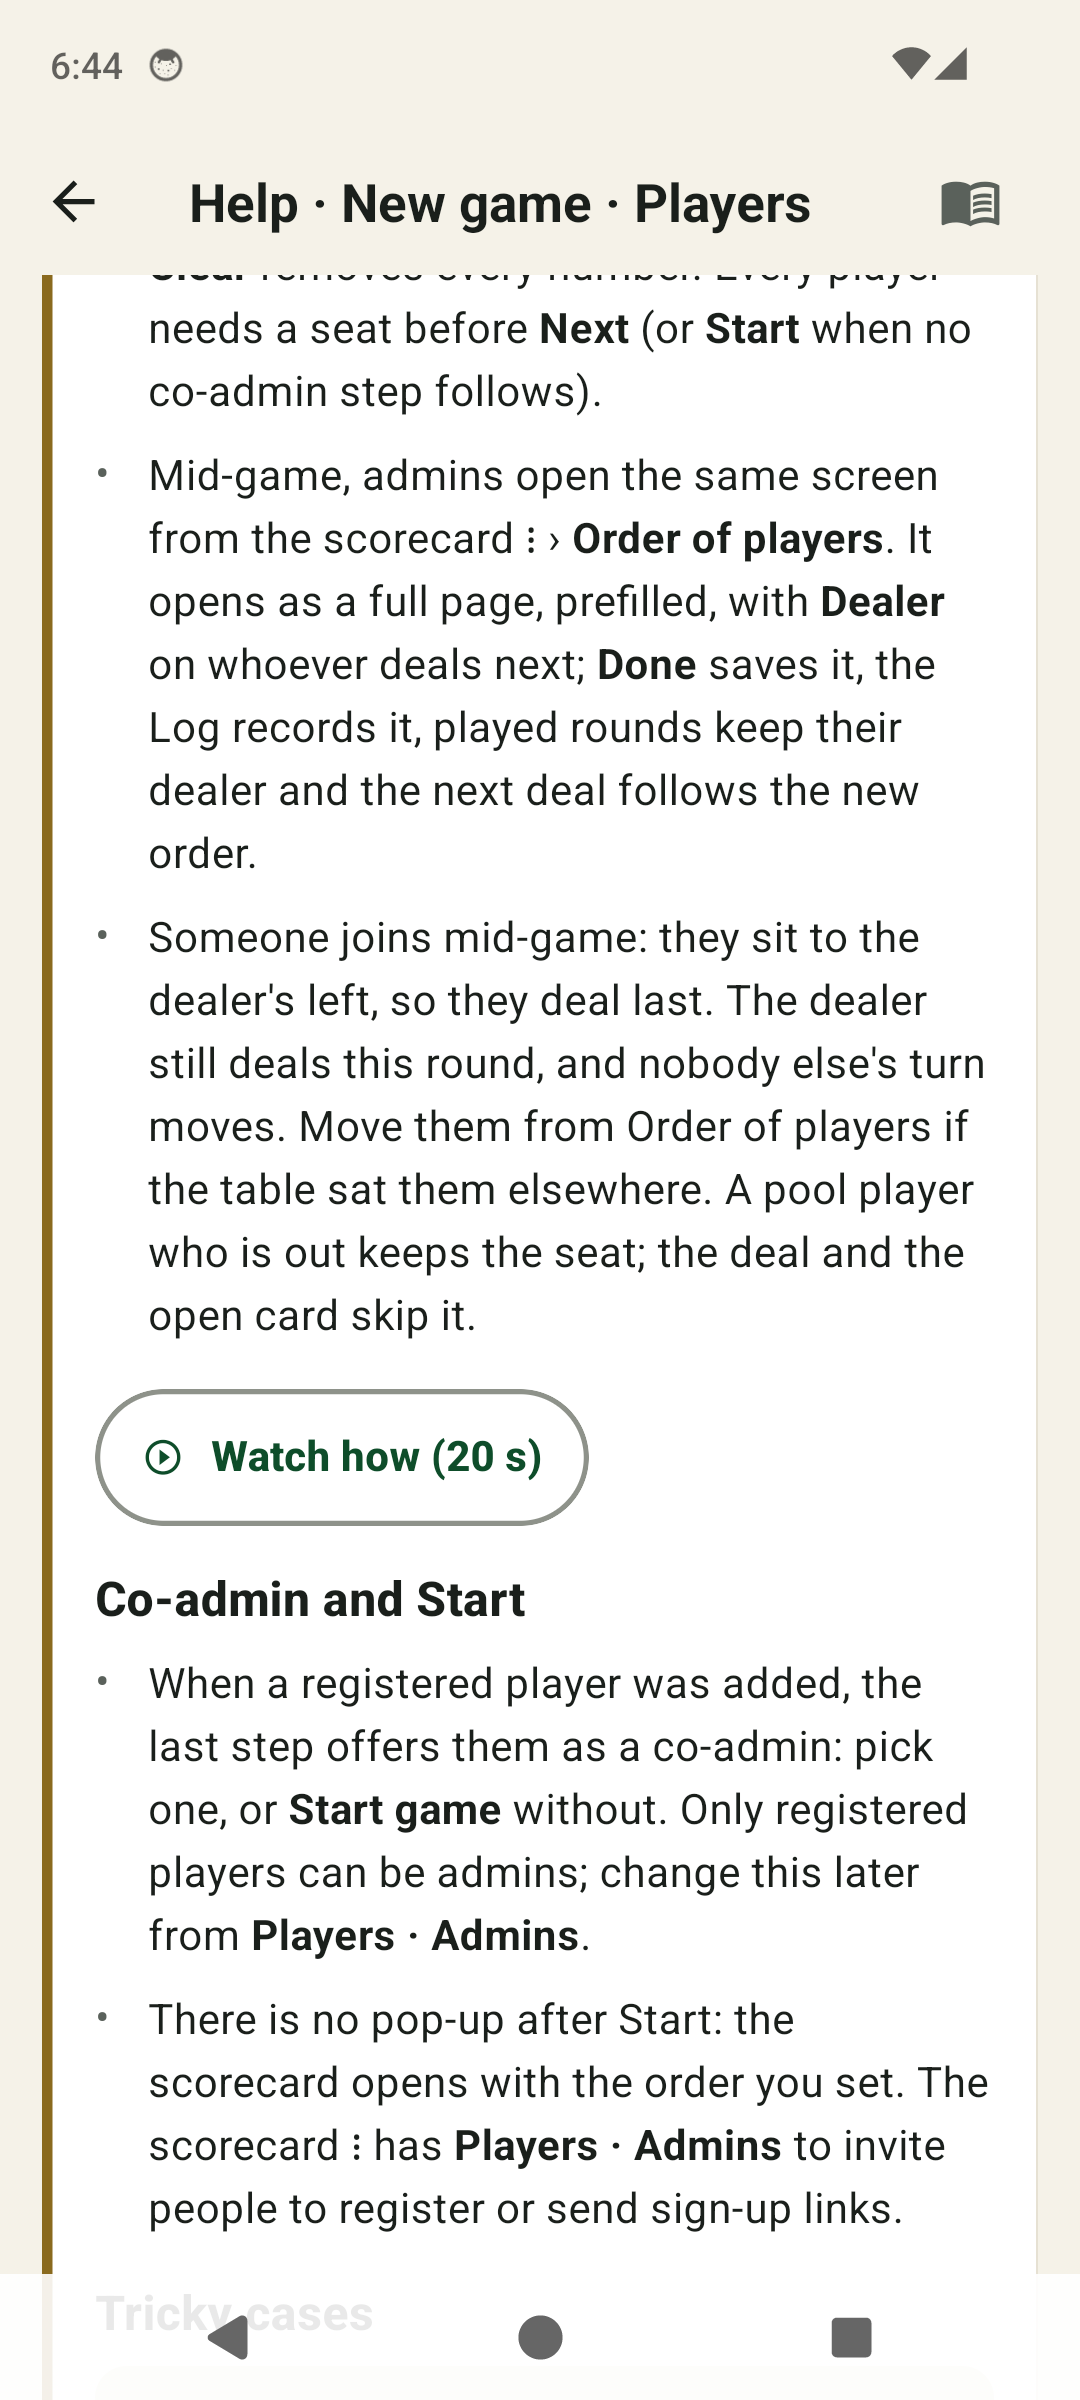 6:44
Help · New game · Players
Clear removes every number. Every player
needs a seat before Next (or Start when no
co-admin step follows).
• Mid-game, admins open the same screen
from the scorecard ⋮ › Order of players. It
opens as a full page, prefilled, with Dealer
on whoever deals next; Done saves it, the
Log records it, played rounds keep their
dealer and the next deal follows the new
order.
• Someone joins mid-game: they sit to the
dealer's left, so they deal last. The dealer
still deals this round, and nobody else's turn
moves. Move them from Order of players if
the table sat them elsewhere. A pool player
who is out keeps the seat; the deal and the
open card skip it.
Watch how (20 s)
Co-admin and Start
• When a registered player was added, the
last step offers them as a co-admin: pick
one, or Start game without. Only registered
players can be admins; change this later
from Players · Admins.
• There is no pop-up after Start: the
scorecard opens with the order you set. The
scorecard ⋮ has Players · Admins to invite
people to register or send sign-up links.
Tricky cases